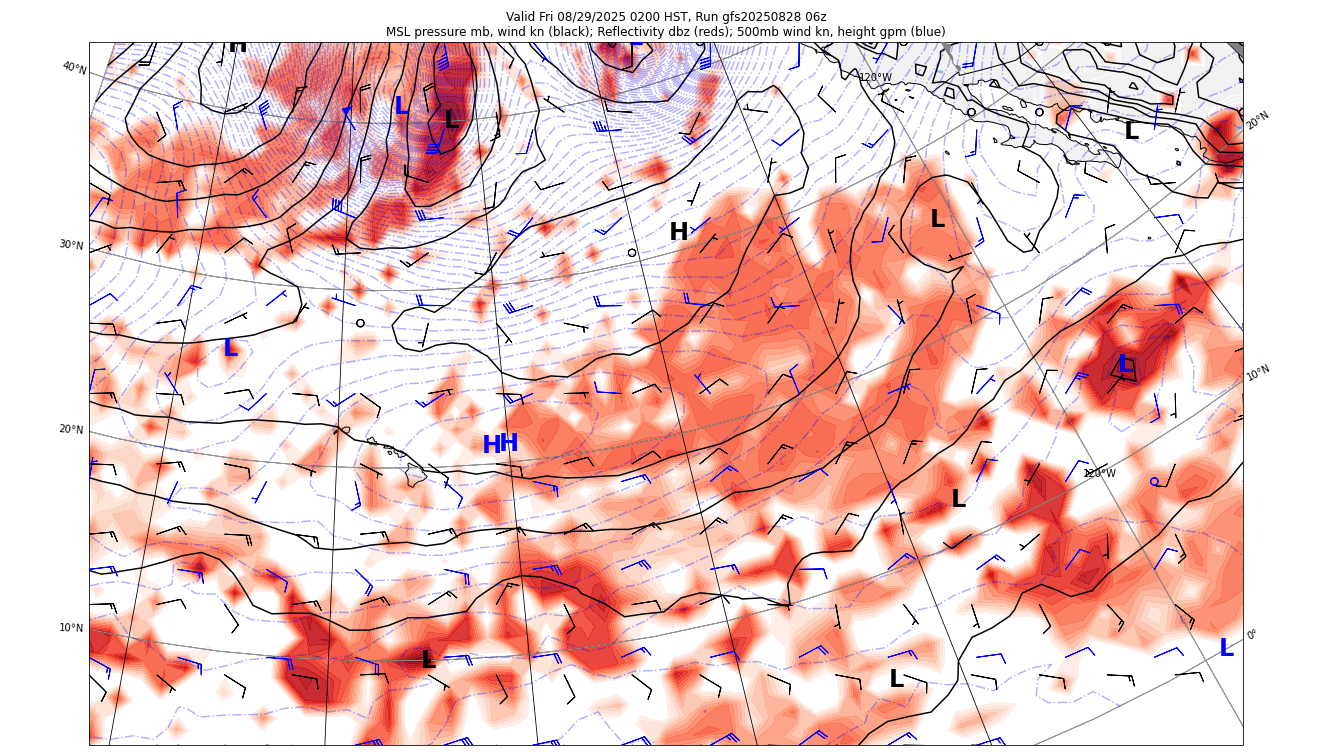 Valid Fri 08/29/2025 0200 HST, Run gfs20250828 06z
MSL pressure mb, wind kn (black); Reflectivity dbz (reds); 500mb wind kn, height gpm (blue)
H
L
40°N
120°W
L
L
L
20°N
L
H
30°N
L
L
10°N
20°N
H
H
120°W
L
10°N
0°
L
L
L